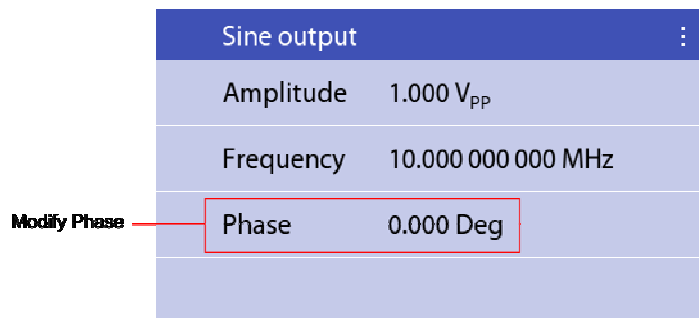 Sine output
Amplitude 1.000 VPP
Frequency 10.000 000 000 MHz
Modify Phase
Phase 0.000 Deg